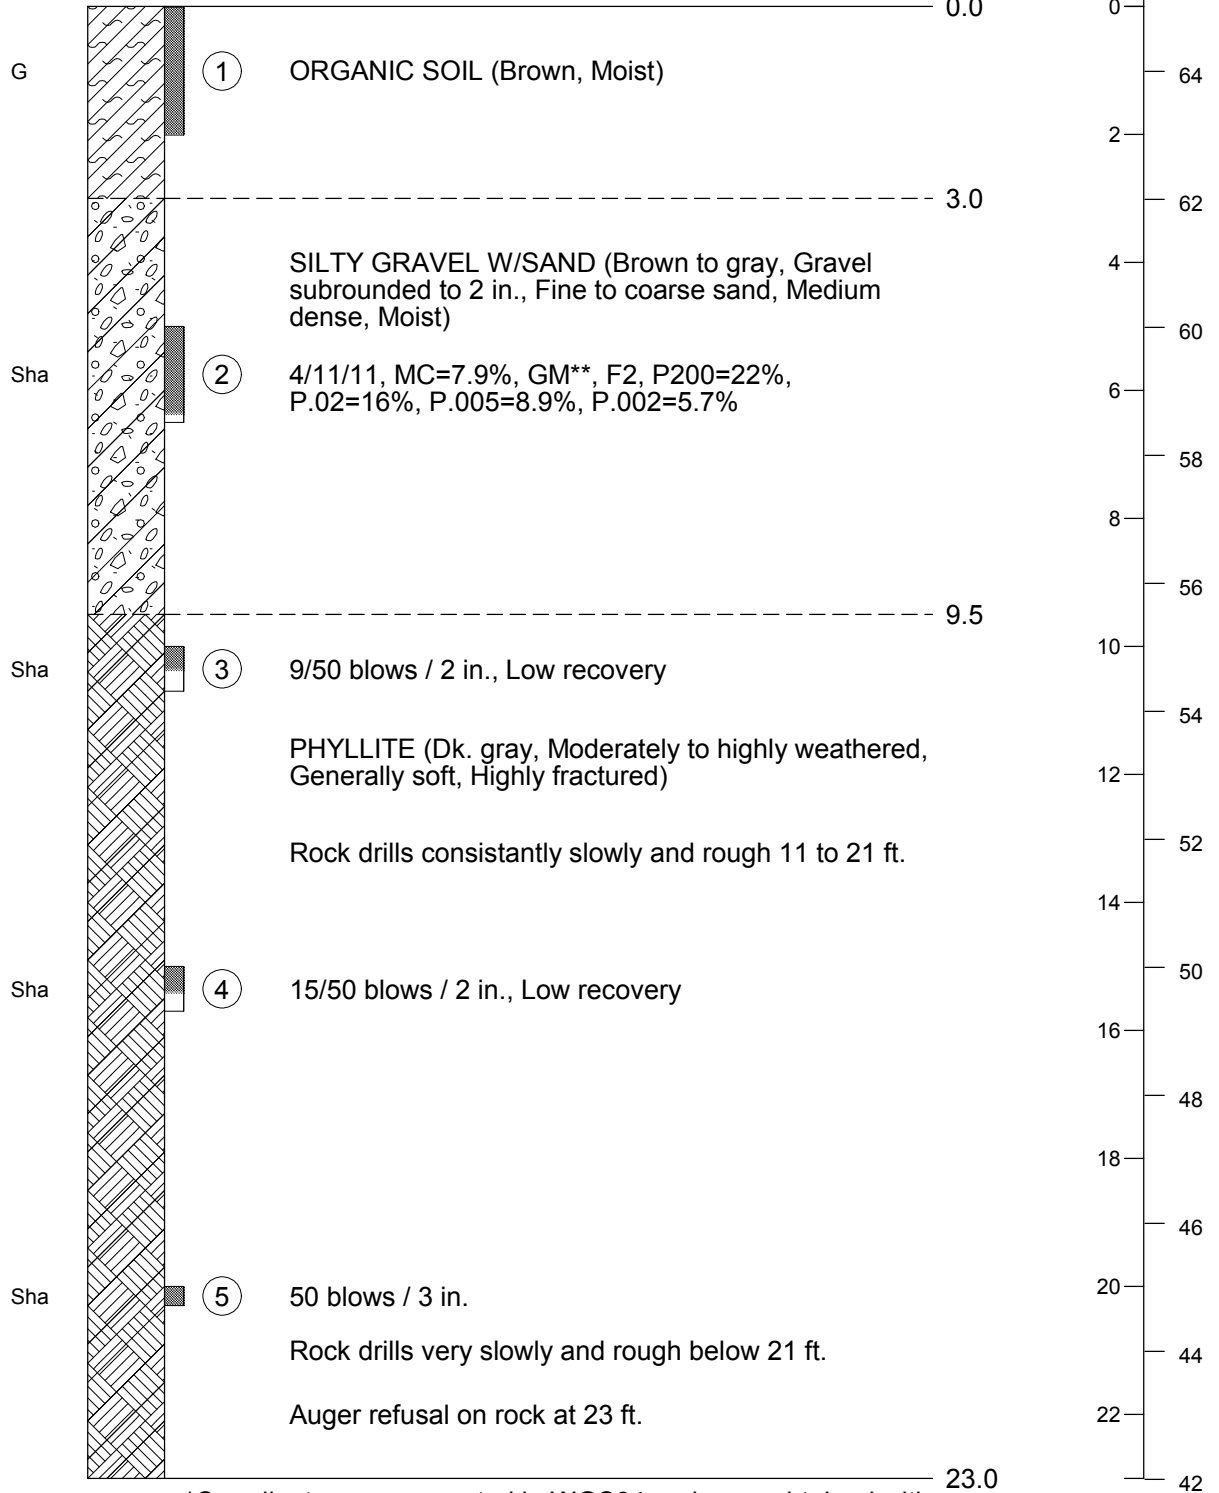 0.0 0
G 1 ORGANIC SOIL (Brown, Moist) 64
2
3.0 62
SILTY GRAVEL W/SAND (Brown to gray, Gravel 4
subrounded to 2 in., Fine to coarse sand, Medium
dense, Moist) 60
Sha 2 4/11/11, MC=7.9%, GM**, F2, P200=22%, 6
P.02=16%, P.005=8.9%, P.002=5.7%
58
8
56
9.5
10
Sha 3 9/50 blows / 2 in., Low recovery
54
PHYLLITE (Dk. gray, Moderately to highly weathered,
Generally soft, Highly fractured) 12
Rock drills consistantly slowly and rough 11 to 21 ft. 52
14
50
Sha 4 15/50 blows / 2 in., Low recovery
16
48
18
46
20
Sha 5 50 blows / 3 in.
Rock drills very slowly and rough below 21 ft. 44
Auger refusal on rock at 23 ft. 22
23.0 42